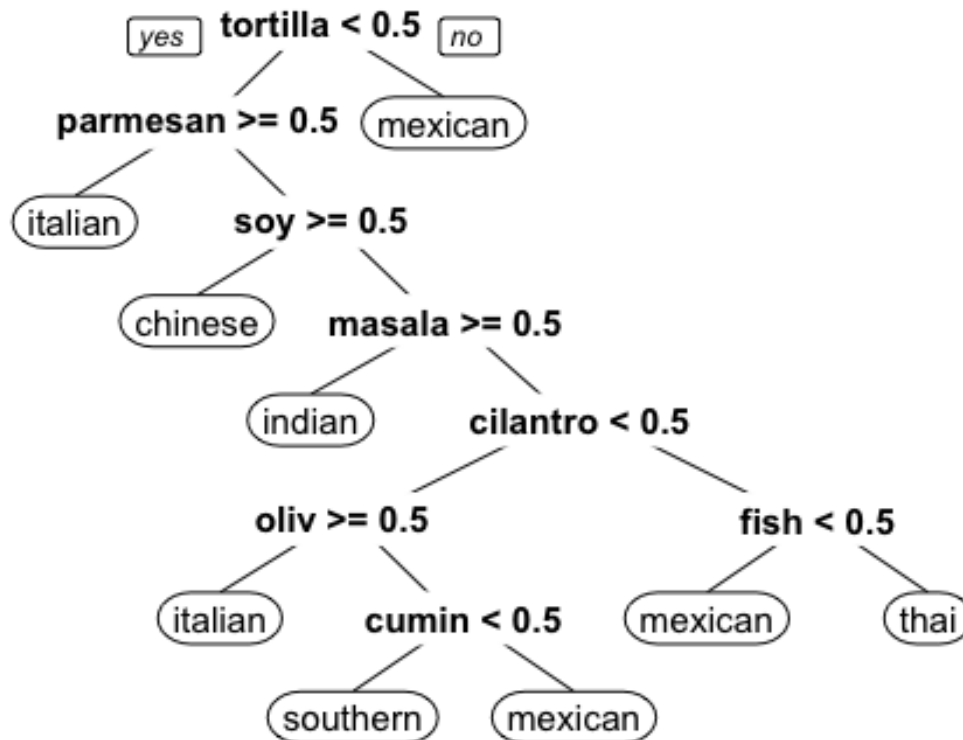 yes tortilla < 0.5 no
parmesan >= 0.5 mexican
italian soy >= 0.5
chinese masala >= 0.5
indian cilantro < 0.5
oliv >= 0.5 fish < 0.5
italian cumin < 0.5 mexican thai
southern mexican